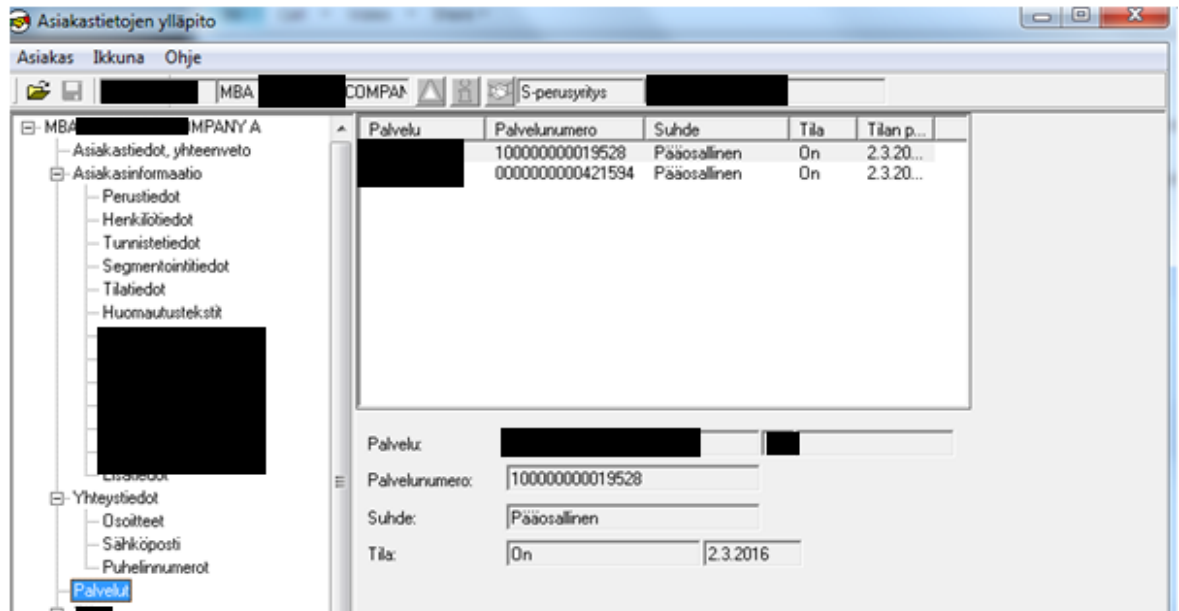 Asiakastietojen ylläpito
Asiakas Ikkuna Ohje
MBA COMPAN S-perusyritys
MBA MPANY A
Asiakastiedot, yhteenveto
Asiakasinformaatio
Perustiedot
Henkilötiedot
Tunnistetiedot
Segmentointitiedot
Tilatiedot
Huomautustekstit
Lisätiedot
Yhteystiedot
Osoitteet
Sähköposti
Puhelinnumerot
Palvelut
Palvelu Palvelunumero Suhde Tila Tilan p...
100000000019528 Pääosallinen On 2.3.20...
0000000000421594 Pääosallinen On 2.3.20...
Palvelu:
Palvelunumero: 100000000019528
Suhde: Pääosallinen
Tila: On 2.3.2016